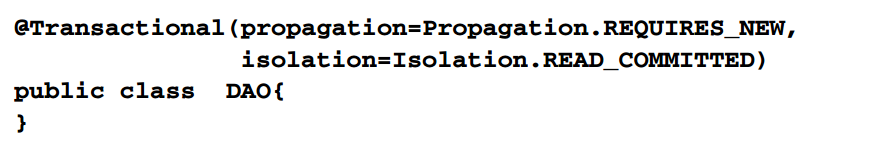 @Transactional(propagation=Propagation.REQUIRES_NEW,
               isolation=Isolation.READ_COMMITTED)
public class  DAO{
}